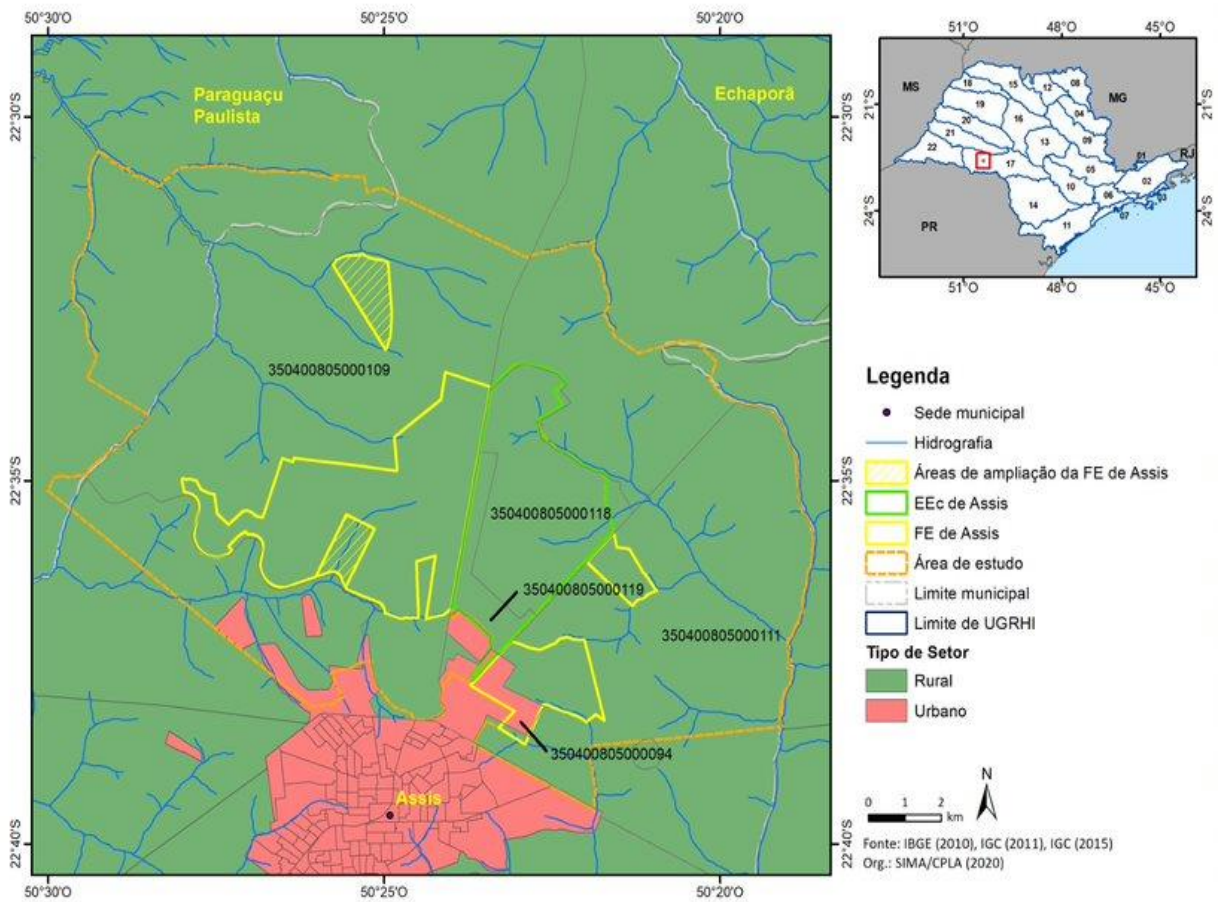 50°30'O
50°25'O
50°20'O
22°30'S
22°35'S
22°40'S
Paraguaçu
Paulista
Echaporã
22°30'S
22°35'S
22°40'S
350400805000109
350400805000118
350400805000119
350400805000111
350400805000094
Assis
50°30'O
50°25'O
50°20'O
51°O
48°O
45°O
21°S
24°S
MS
MG
RJ
PR
18
15
12
08
19
04
20
16
21
13
09
22
17
05
01
02
10
06
03
14
07
11
21°S
24°S
51°O
48°O
45°O
Legenda
Sede municipal
Hidrografia
Áreas de ampliação da FE de Assis
EEc de Assis
FE de Assis
Área de estudo
Limite municipal
Limite de UGRHI
Tipo de Setor
Rural
Urbano
N
0 1 2
km
Fonte: IBGE (2010), IGC (2011), IGC (2015)
Org.: SIMA/CPLA (2020)